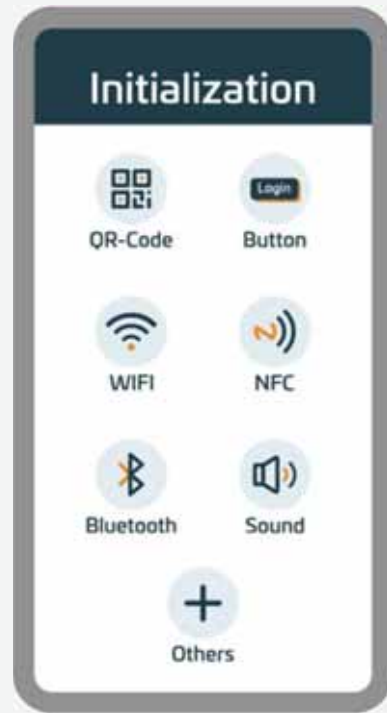 Initialization
QR-Code
Login
Button
WIFI
NFC
Bluetooth
Sound
Others